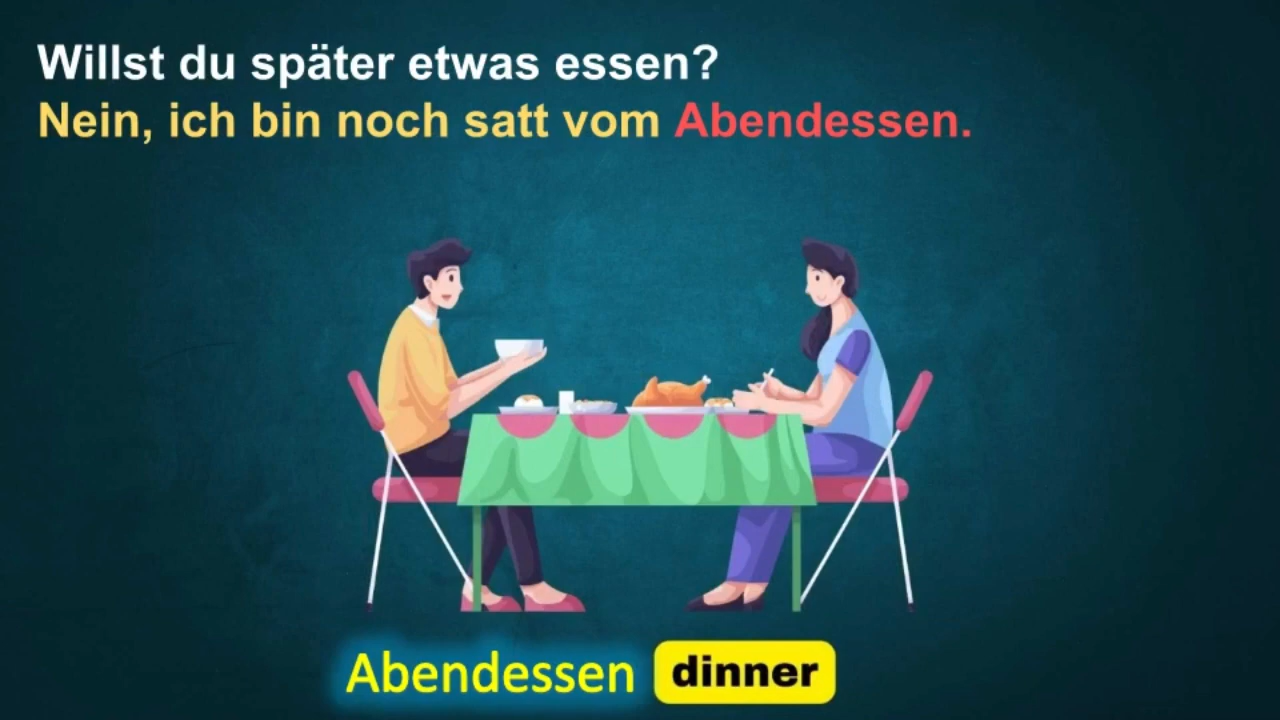 Willst du später etwas essen?
Nein, ich bin noch satt vom Abendessen.
Abendessen dinner